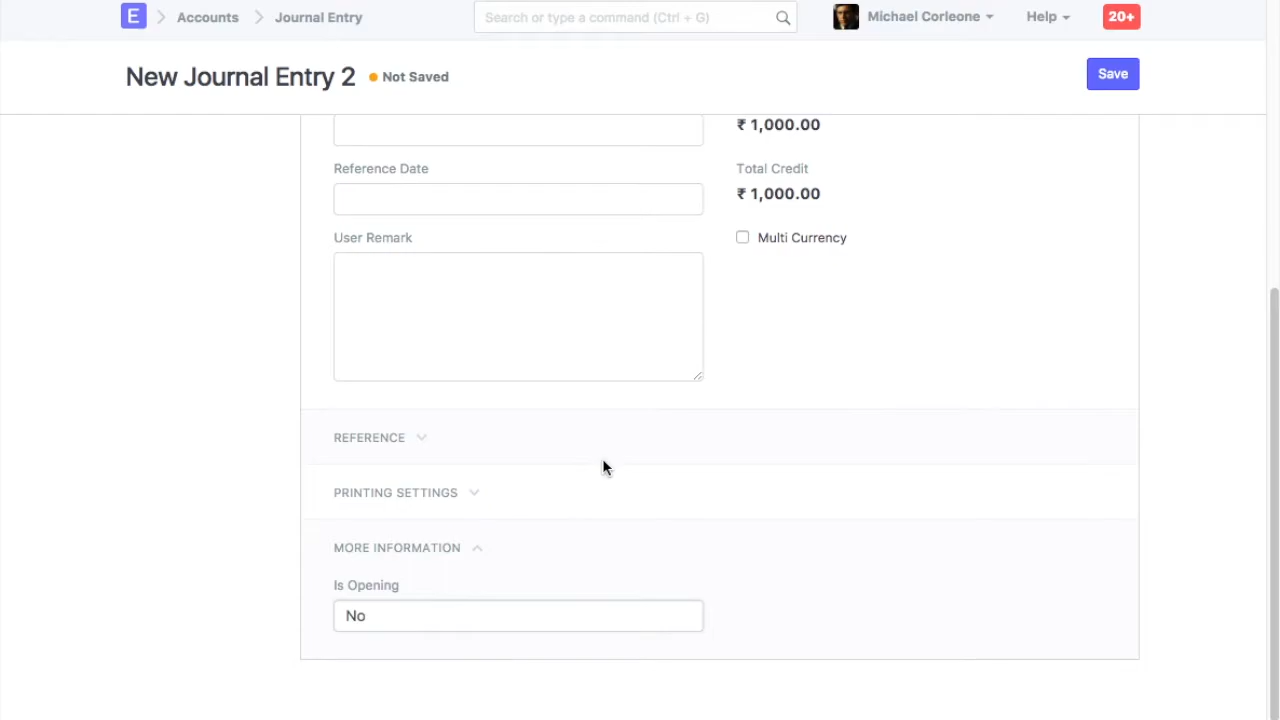 E Accounts Journal Entry Search or type a command (Ctrl + G) Michael Corleone Help 20+
New Journal Entry 2 Not Saved Save
₹ 1,000.00
Reference Date
Total Credit
₹ 1,000.00
User Remark
Multi Currency
REFERENCE
PRINTING SETTINGS
MORE INFORMATION
Is Opening
No